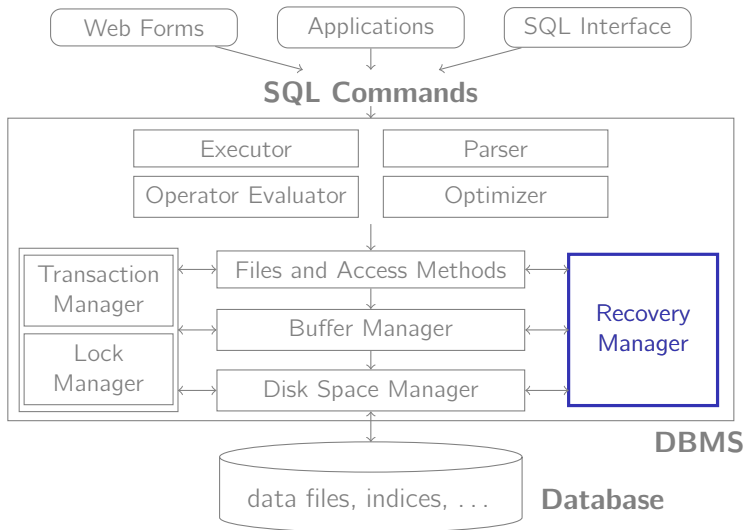 Web Forms
Applications
SQL Interface
SQL Commands
Executor
Parser
Operator Evaluator
Optimizer
Transaction
Manager
Lock
Manager
Files and Access Methods
Buffer Manager
Disk Space Manager
Recovery
Manager
DBMS
data files, indices, . . .
Database